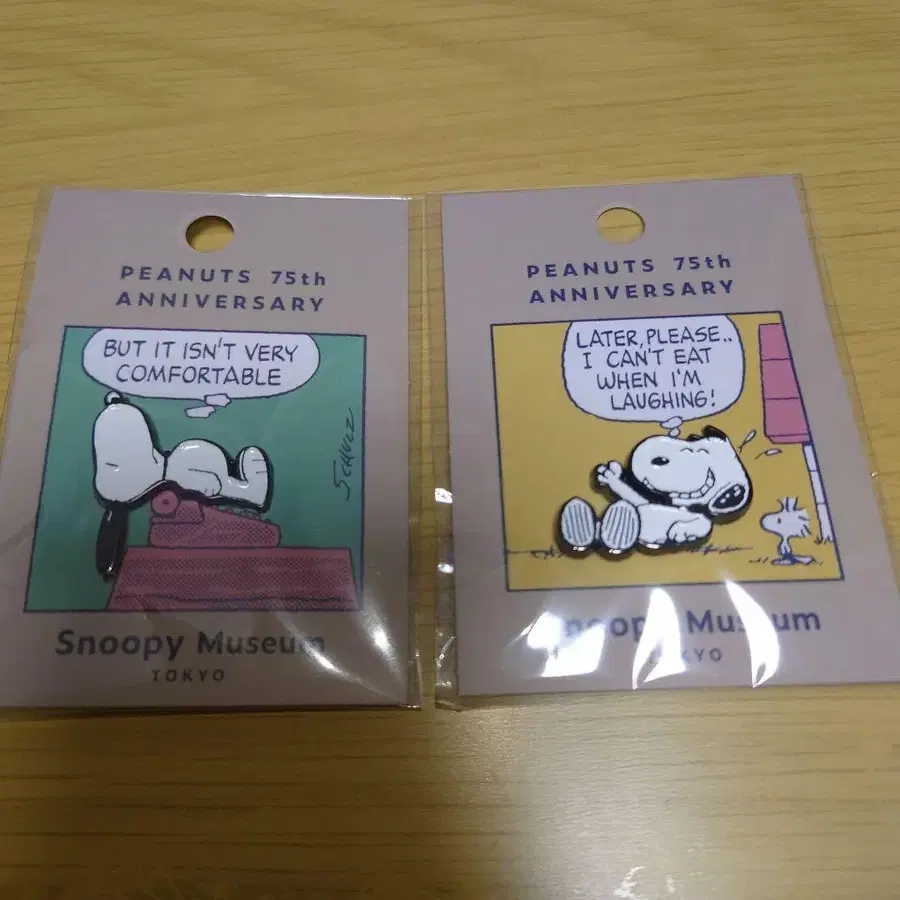 PEANUTS 75th
ANNIVERSARY
BUT IT ISN'T VERY
COMFORTABLE
SCHULZ
Snoopy Museum
TOKYO
PEANUTS 75th
ANNIVERSARY
LATER, PLEASE..
I CAN'T EAT
WHEN I'M
LAUGHING!
Snoopy Museum
TOKYO